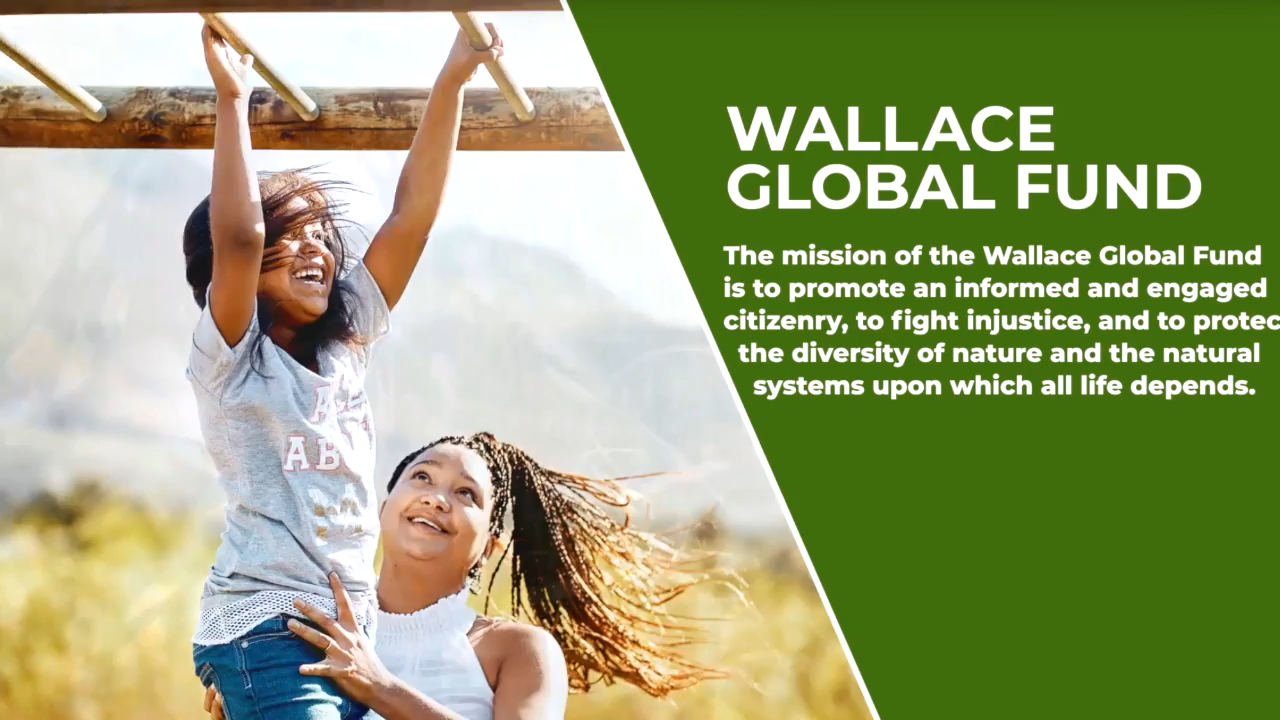 WALLACE
GLOBAL FUND
The mission of the Wallace Global Fund
is to promote an informed and engaged
citizenry, to fight injustice, and to protec
the diversity of nature and the natural
systems upon which all life depends.